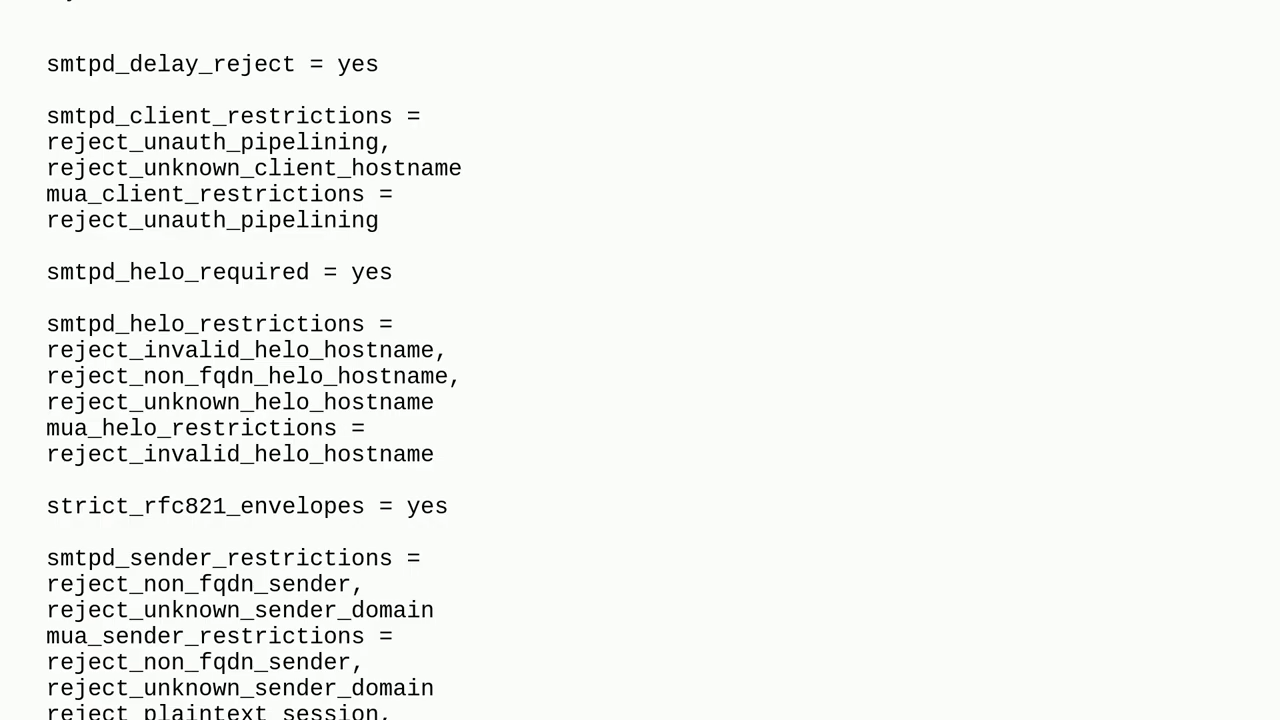 smtpd_delay_reject = yes
smtpd_client_restrictions =
reject_unauth_pipelining,
reject_unknown_client_hostname
mua_client_restrictions =
reject_unauth_pipelining
smtpd_helo_required = yes
smtpd_helo_restrictions =
reject_invalid_helo_hostname,
reject_non_fqdn_helo_hostname,
reject_unknown_helo_hostname
mua_helo_restrictions =
reject_invalid_helo_hostname
strict_rfc821_envelopes = yes
smtpd_sender_restrictions =
reject_non_fqdn_sender,
reject_unknown_sender_domain
mua_sender_restrictions =
reject_non_fqdn_sender,
reject_unknown_sender_domain
reject_plaintext_session,